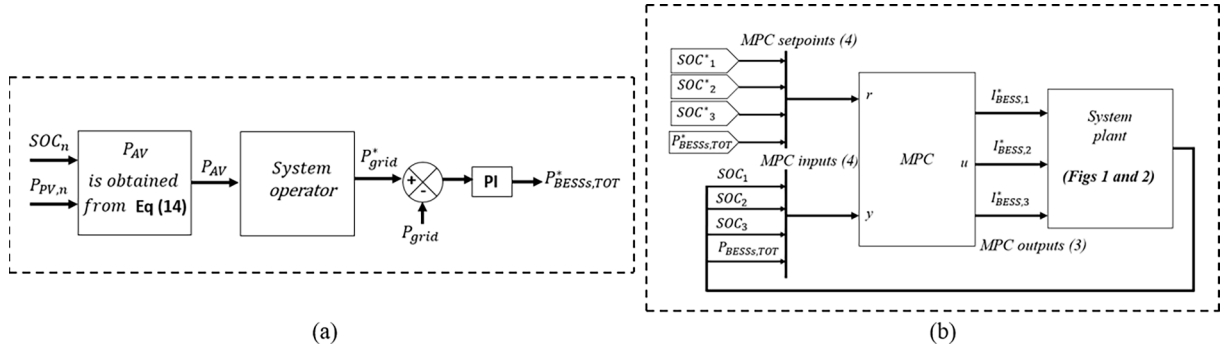 SOCn
P_PV,n
P_AV
is obtained
from Eq (14)
P_AV
System
operator
P*_grid
+
-
P_grid
PI
P*_BESSs,TOT
(a)
MPC setpoints (4)
SOC*_1
SOC*_2
SOC*_3
P*_BESSs,TOT
MPC inputs (4)
SOC_1
SOC_2
SOC_3
P_BESSs,TOT
r
y
MPC
u
I*_BESS,1
I*_BESS,2
I*_BESS,3
MPC outputs (3)
System
plant
(Figs 1 and 2)
(b)